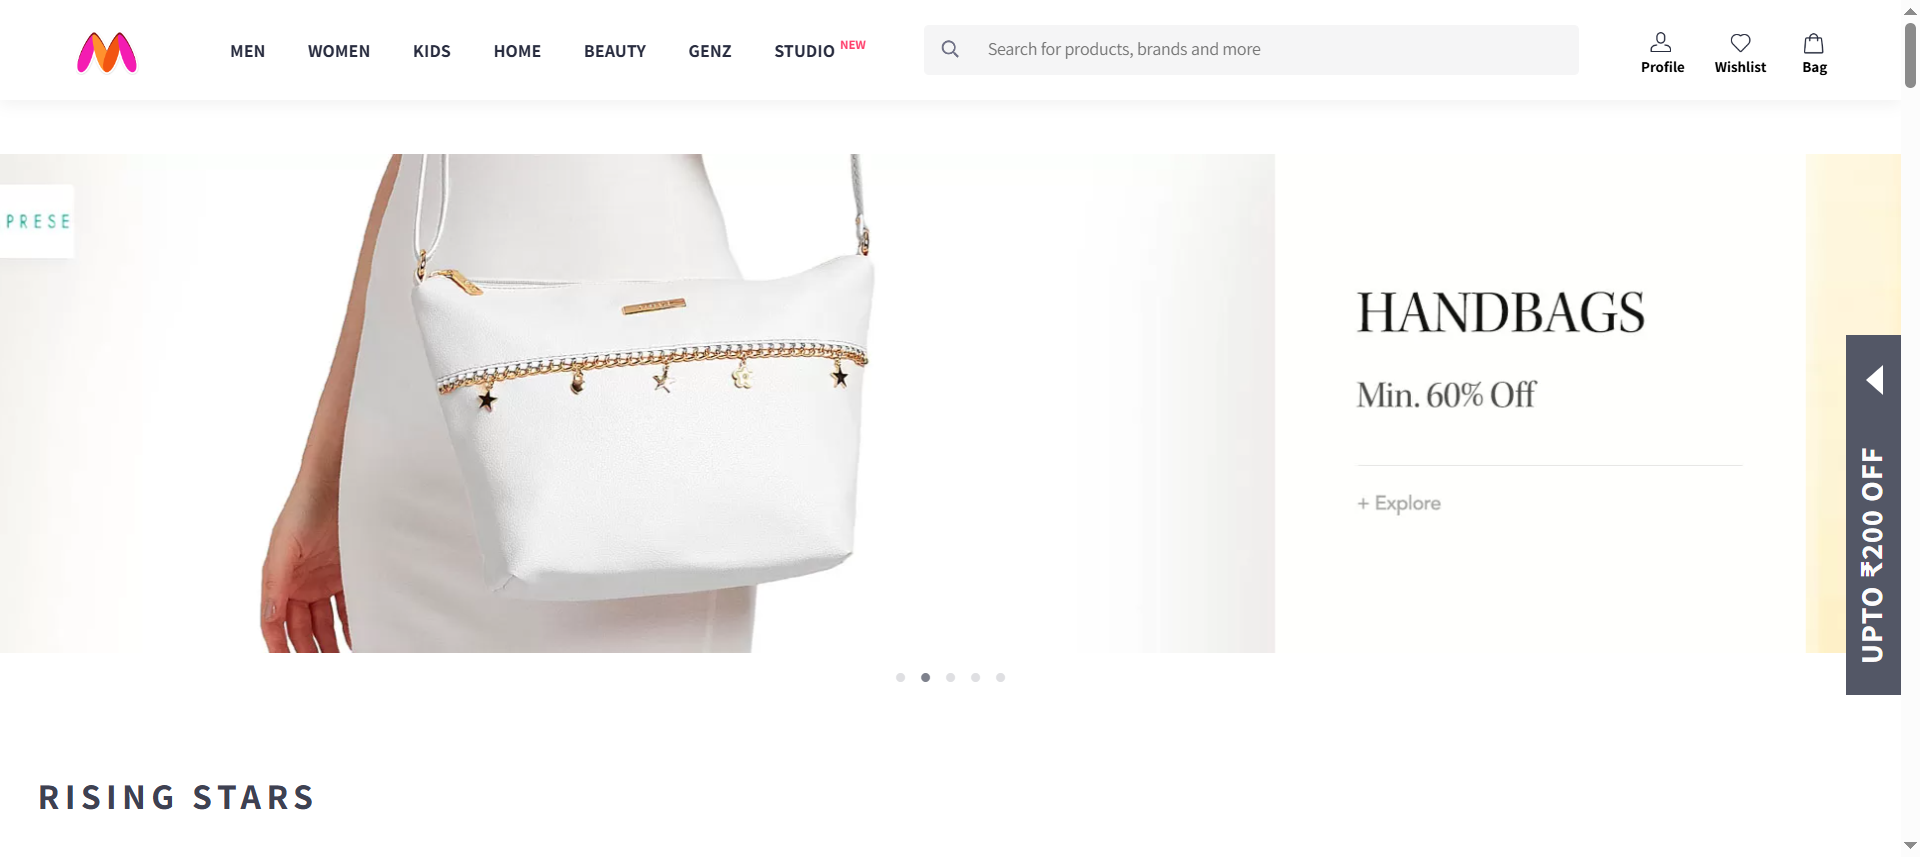 MEN WOMEN KIDS HOME BEAUTY GENZ STUDIO NEW
Search for products, brands and more
Profile Wishlist Bag
PRESE
HANDBAGS
Min. 60% Off
+ Explore
UPTO ₹200 OFF
RISING STARS